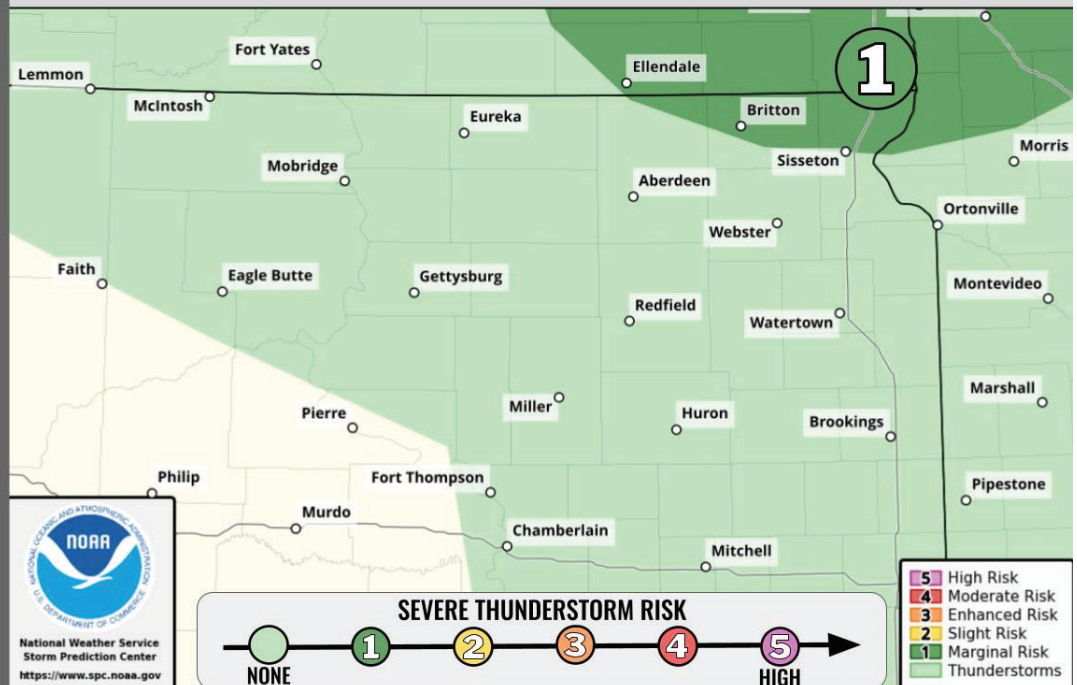 Fort Yates
Lemmon
McIntosh
Ellendale
1
Britton
Eureka
Sisseton
Morris
Mobridge
Aberdeen
Ortonville
Webster
Faith
Eagle Butte
Gettysburg
Montevideo
Redfield
Watertown
Marshall
Miller
Pierre
Huron
Brookings
Philip
Fort Thompson
Pipestone
Murdo
Chamberlain
Mitchell
NATIONAL OCEANIC AND ATMOSPHERIC ADMINISTRATION
NOAA
U.S. DEPARTMENT OF COMMERCE
National Weather Service
Storm Prediction Center
https://www.spc.noaa.gov
SEVERE THUNDERSTORM RISK
1 2 3 4 5
NONE HIGH
5 High Risk
4 Moderate Risk
3 Enhanced Risk
2 Slight Risk
1 Marginal Risk
Thunderstorms